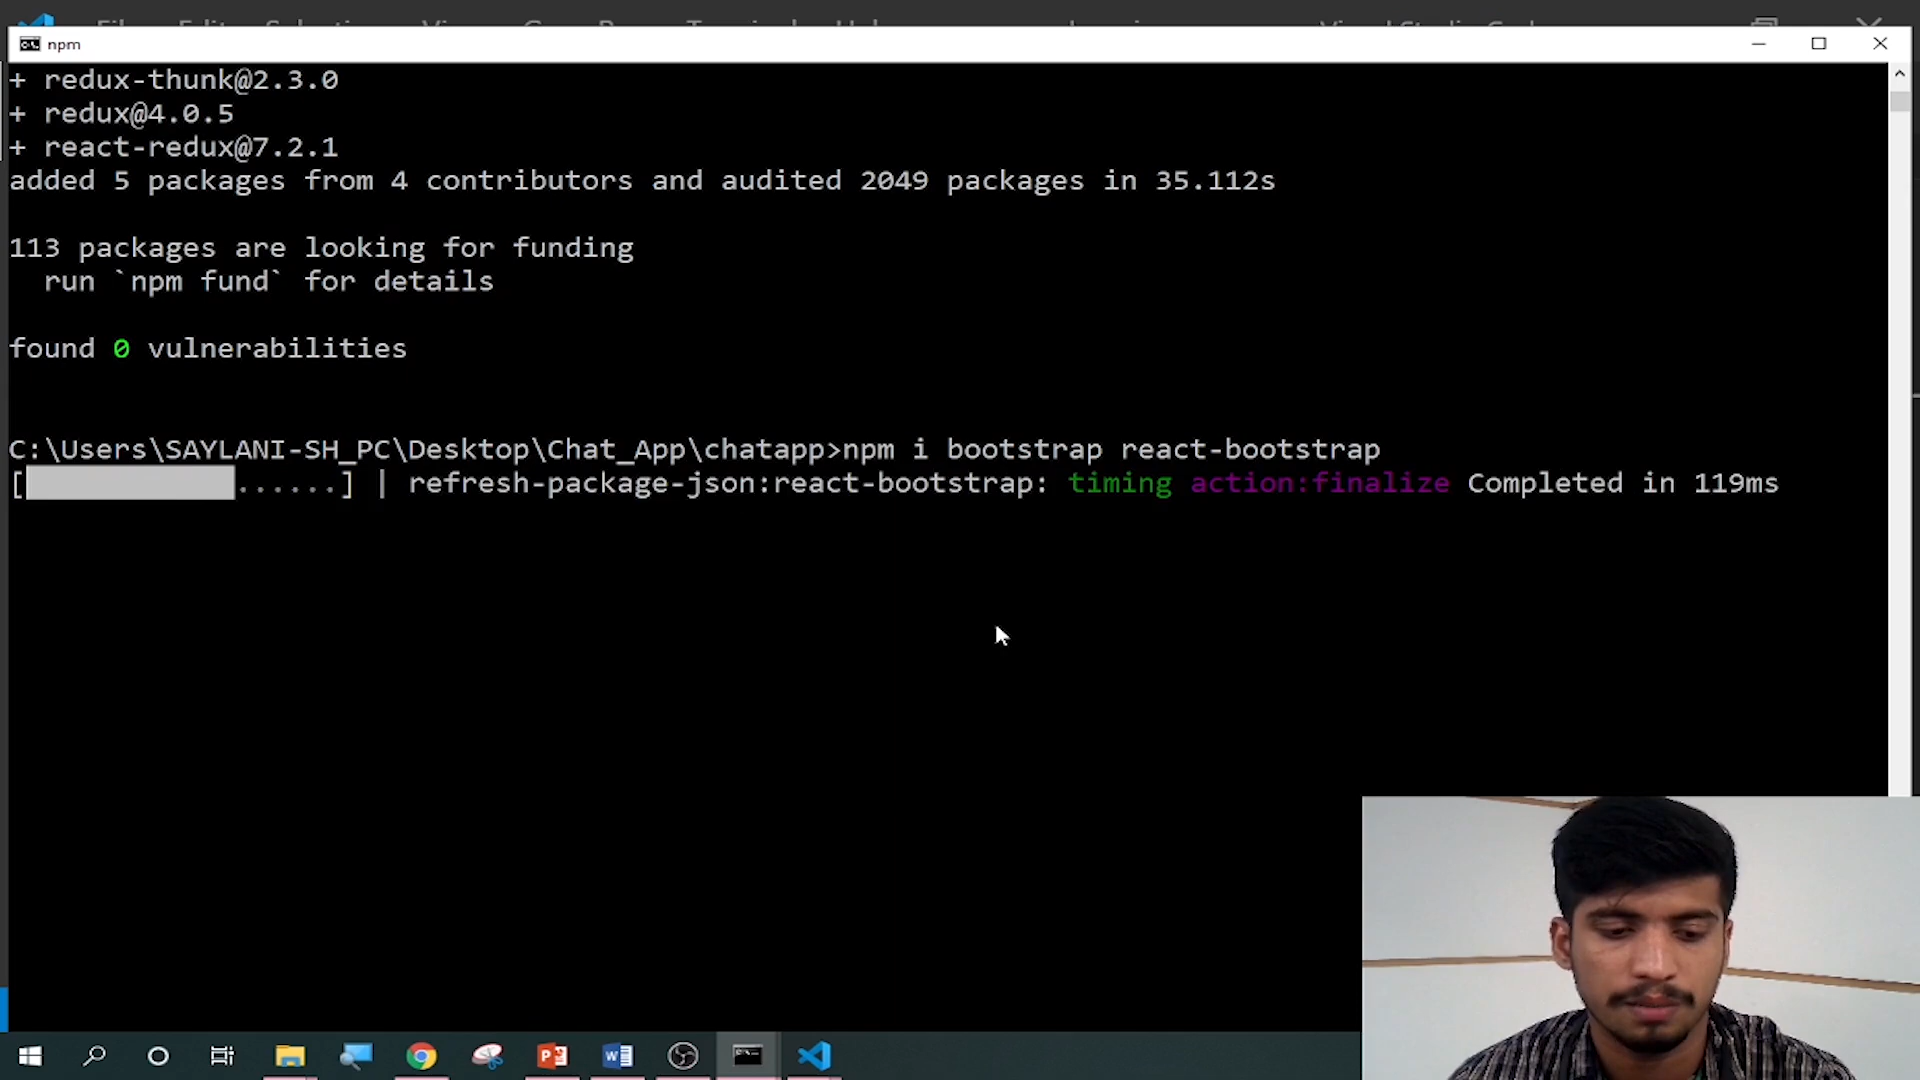 npm
+ redux-thunk@2.3.0
+ redux@4.0.5
+ react-redux@7.2.1
added 5 packages from 4 contributors and audited 2049 packages in 35.112s
113 packages are looking for funding
run `npm fund` for details
found 0 vulnerabilities
C:\Users\SAYLANI-SH_PC\Desktop\Chat_App\chatapp>npm i bootstrap react-bootstrap
[......] | refresh-package-json:react-bootstrap: timing action:finalize Completed in 119ms